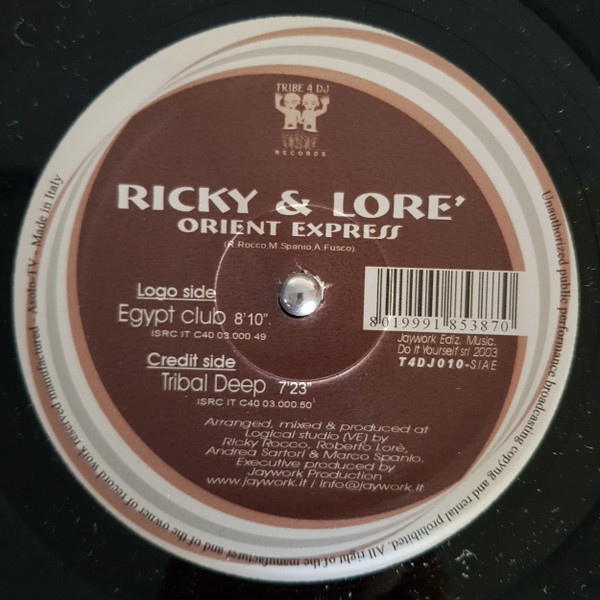 TRIBE 4 DJ
RECORDS
RICKY & LORE'
ORIENT EXPRESS
(R.Rocco,M.Spanio,A.Fusco)
Logo side
Egypt club 8'10"
ISRC IT C40 03.000.49
Credit side
Tribal Deep 7'23"
ISRC IT C40 03.000.50
8 019991 853870
Jaywork Ediz. Music.
Do It Yourself srl 2003
T4DJ010-SIAE
Arranged, mixed & produced at
Logical studio (VE) by
Ricky Rocco, Roberto Lorè,
Andrea Sartori & Marco Spanio.
Executive produced by
Jaywork Production
www.jaywork.it / info@jaywork.it
Unauthorized public performance broadcasting copyng and rental prohibited. All right of the manufacturer and of the owner of record work reserved manufactured - Asolo-TV - Made in Italy